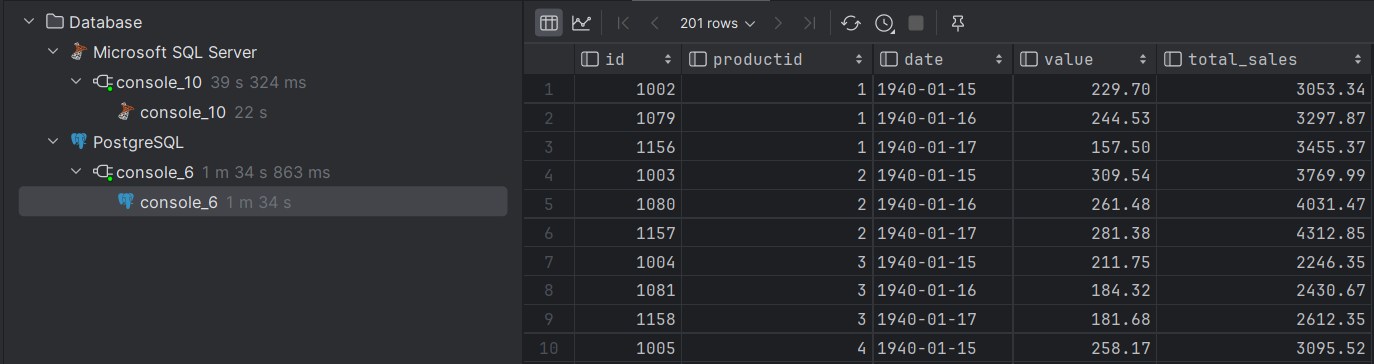 Database
Microsoft SQL Server
console_10 39 s 324 ms
console_10 22 s
PostgreSQL
console_6 1 m 34 s 863 ms
console_6 1 m 34 s
201 rows
id productid date value total_sales
1 1002 1 1940-01-15 229.70 3053.34
2 1079 1 1940-01-16 244.53 3297.87
3 1156 1 1940-01-17 157.50 3455.37
4 1003 2 1940-01-15 309.54 3769.99
5 1080 2 1940-01-16 261.48 4031.47
6 1157 2 1940-01-17 281.38 4312.85
7 1004 3 1940-01-15 211.75 2246.35
8 1081 3 1940-01-16 184.32 2430.67
9 1158 3 1940-01-17 181.68 2612.35
10 1005 4 1940-01-15 258.17 3095.52